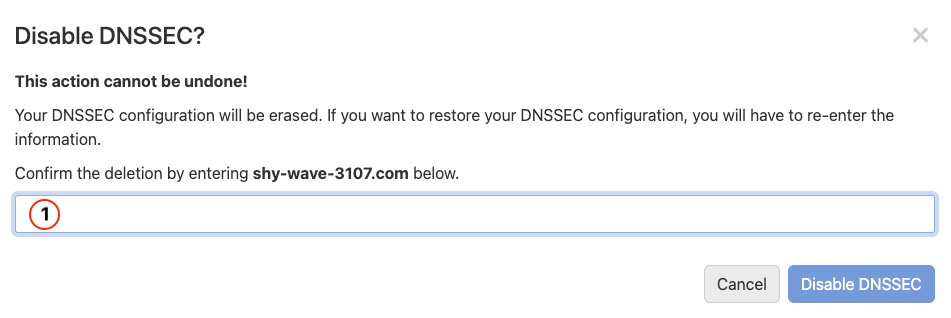 Disable DNSSEC?
×
This action cannot be undone!
Your DNSSEC configuration will be erased. If you want to restore your DNSSEC configuration, you will have to re-enter the
information.
Confirm the deletion by entering shy-wave-3107.com below.
1
Cancel Disable DNSSEC